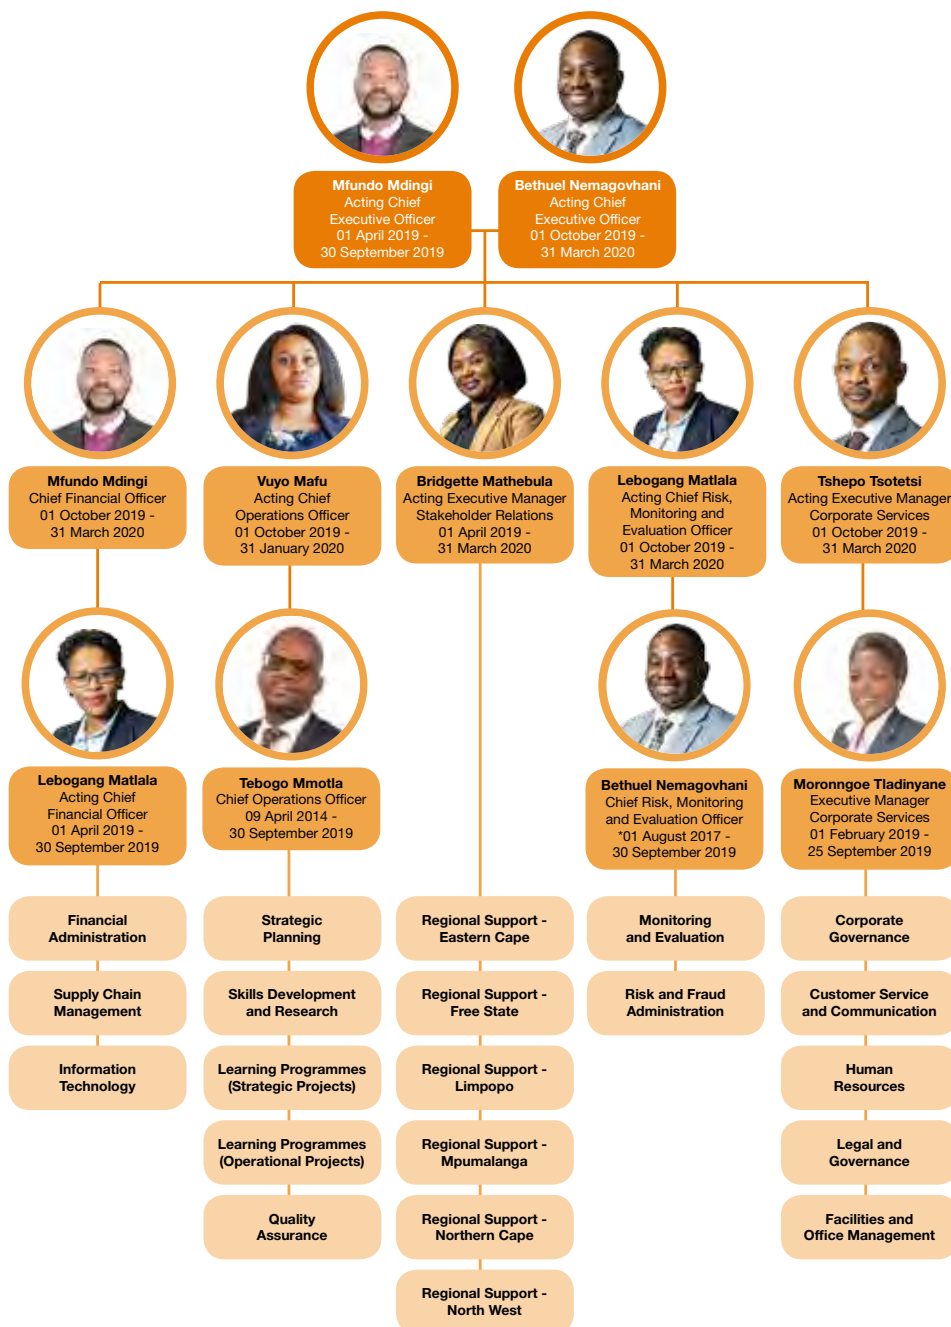 Mfundo Mdingi
Acting Chief
Executive Officer
01 April 2019 -
30 September 2019
Bethuel Nemagovhani
Acting Chief
Executive Officer
01 October 2019 -
31 March 2020
Mfundo Mdingi
Chief Financial Officer
01 October 2019 -
31 March 2020
Vuyo Mafu
Acting Chief
Operations Officer
01 October 2019 -
31 January 2020
Bridgette Mathebula
Acting Executive Manager
Stakeholder Relations
01 April 2019 -
31 March 2020
Lebogang Matlala
Acting Chief Risk,
Monitoring and
Evaluation Officer
01 October 2019 -
31 March 2020
Tshepo Tsotetsi
Acting Executive Manager
Corporate Services
01 October 2019 -
31 March 2020
Lebogang Matlala
Acting Chief
Financial Officer
01 April 2019 -
30 September 2019
Tebogo Mmotla
Chief Operations Officer
09 April 2014 -
30 September 2019
Bethuel Nemagovhani
Chief Risk, Monitoring
and Evaluation Officer
*01 August 2017 -
30 September 2019
Moronngoe Tladinyane
Executive Manager
Corporate Services
01 February 2019 -
25 September 2019
Financial
Administration
Supply Chain
Management
Information
Technology
Strategic
Planning
Skills Development
and Research
Learning Programmes
(Strategic Projects)
Learning Programmes
(Operational Projects)
Quality
Assurance
Regional Support -
Eastern Cape
Regional Support -
Free State
Regional Support -
Limpopo
Regional Support -
Mpumalanga
Regional Support -
Northern Cape
Regional Support -
North West
Monitoring
and Evaluation
Risk and Fraud
Administration
Corporate
Governance
Customer Service
and Communication
Human
Resources
Legal and
Governance
Facilities and
Office Management